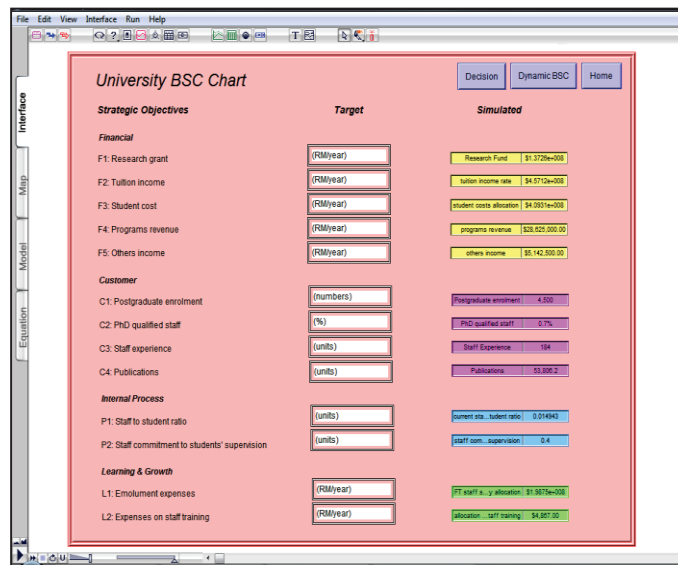 File Edit View Interface Run Help
University BSC Chart
Decision Dynamic BSC Home
Strategic Objectives Target Simulated
Financial
F1: Research grant (RM/year) Research Fund $1.3726e+008
F2: Tuition income (RM/year) tuition income rate $4.5712e+008
F3: Student cost (RM/year) student costs allocation $4.0931e+008
F4: Programs revenue (RM/year) programs revenue $28,625,000.00
F5: Others income (RM/year) others income $5,142,500.00
Customer
C1: Postgraduate enrolment (numbers) Postgraduate enrolment 4,500
C2: PhD qualified staff (%) PhD qualified staff 0.7%
C3: Staff experience (units) Staff Experience 184
C4: Publications (units) Publications 53,806.2
Internal Process
P1: Staff to student ratio (units) current sta...tudent ratio 0.014943
P2: Staff commitment to students' supervision (units) staff com...supervision 0.4
Learning & Growth
L1: Emolument expenses (RM/year) FT staff s...y allocation $1.9875e+008
L2: Expenses on staff training (RM/year) allocation ...taff training $4,867.00
Interface
Map
Model
Equation